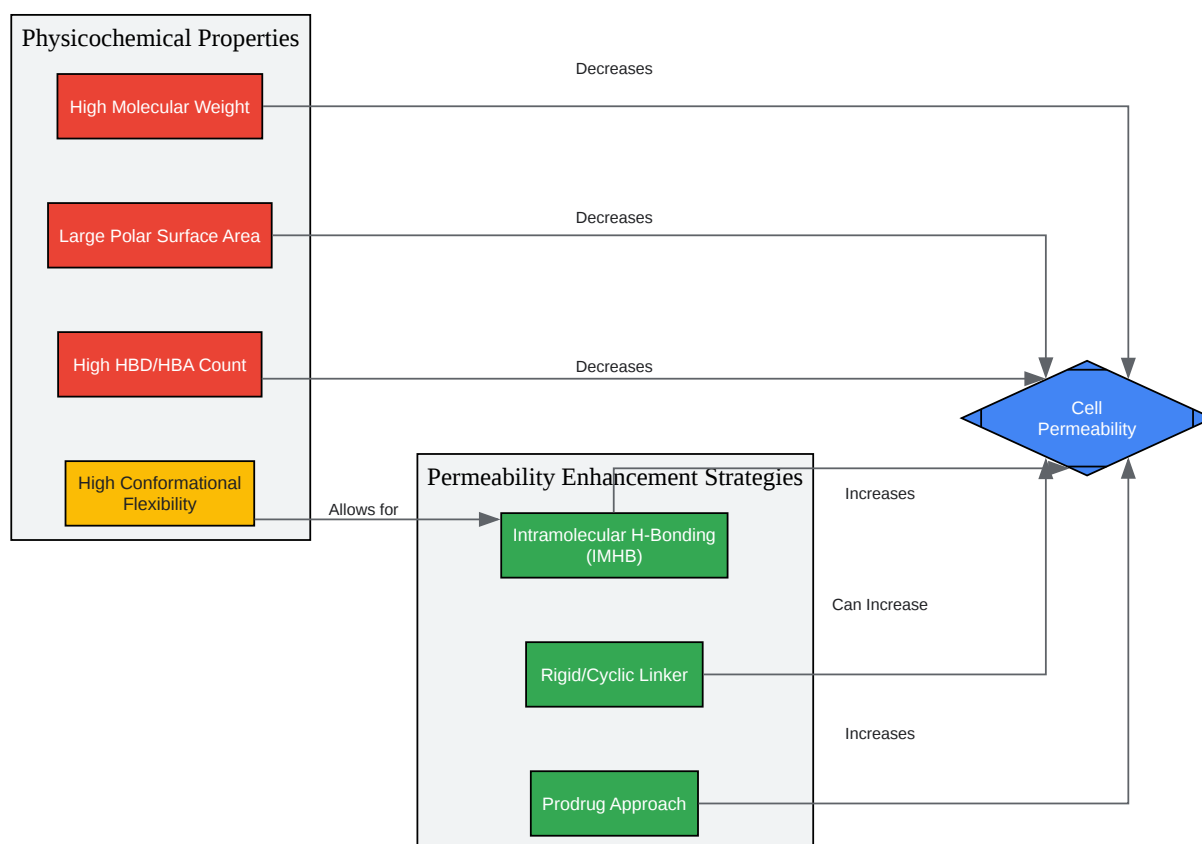 Physicochemical Properties
High Molecular Weight
Decreases
Large Polar Surface Area
Decreases
High HBD/HBA Count
Decreases
Cell
Permeability
High Conformational
Flexibility
Allows for
Permeability Enhancement Strategies
Increases
Intramolecular H-Bonding
(IMHB)
Can Increase
Rigid/Cyclic Linker
Increases
Prodrug Approach